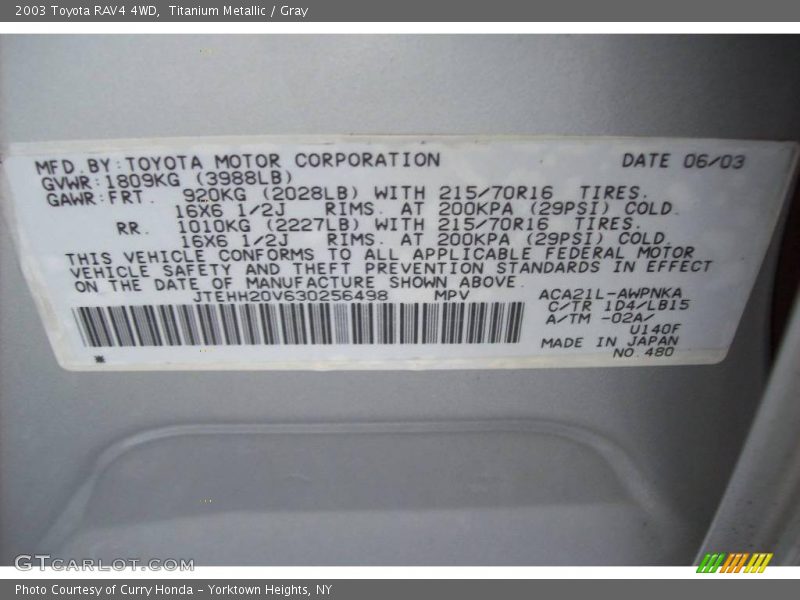 2003 Toyota RAV4 4WD,  Titanium Metallic / Gray
MFD.BY:TOYOTA MOTOR CORPORATION DATE 06/03
GVWR:1809KG (3988LB)
GAWR:FRT. 920KG (2028LB) WITH 215/70R16 TIRES.
16X6 1/2J RIMS. AT 200KPA (29PSI) COLD.
RR. 1010KG (2227LB) WITH 215/70R16 TIRES.
16X6 1/2J RIMS. AT 200KPA (29PSI) COLD.
THIS VEHICLE CONFORMS TO ALL APPLICABLE FEDERAL MOTOR
VEHICLE SAFETY AND THEFT PREVENTION STANDARDS IN EFFECT
ON THE DATE OF MANUFACTURE SHOWN ABOVE.
JTEHH20V630256498 MPV ACA21L-AWPNKA
C/TR 1D4/LB15
A/TM -02A/
U140F
MADE IN JAPAN
NO.480
GTCARLOT.COM
Photo Courtesy of Curry Honda - Yorktown Heights, NY